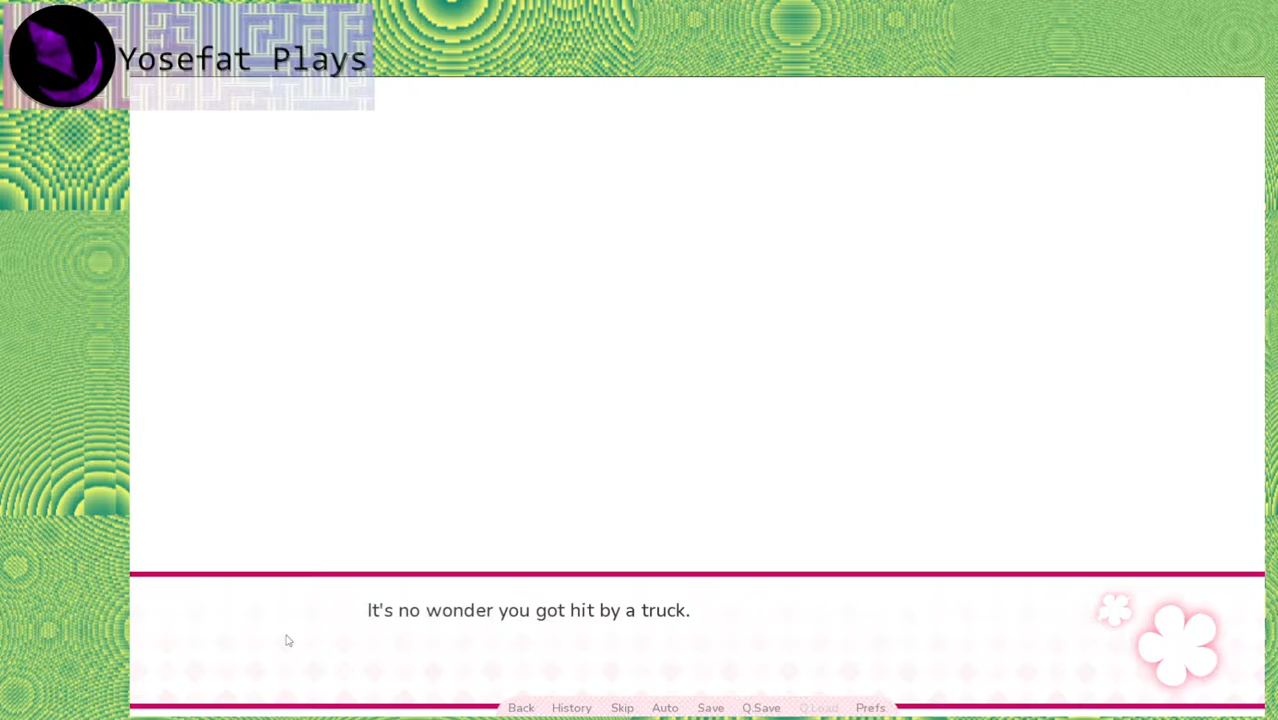 Yosefat Plays
It's no wonder you got hit by a truck.
Back History Skip Auto Save Q.Save Q.Load Prefs